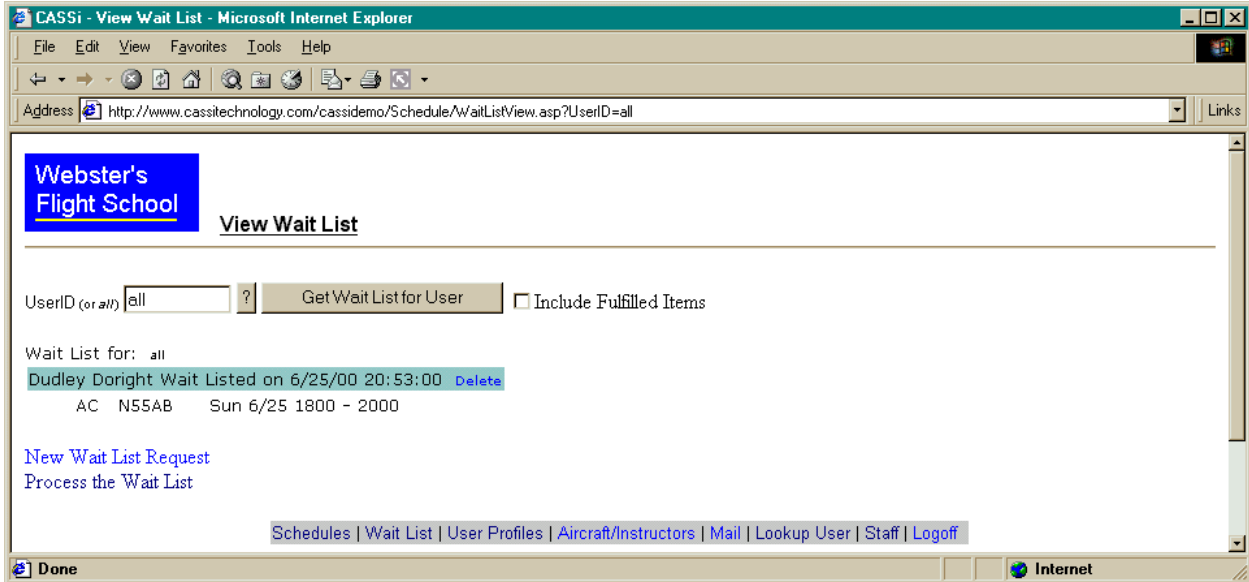 CASSi - View Wait List - Microsoft Internet Explorer
File Edit View Favorites Tools Help
Address http://www.cassitechnology.com/cassidemo/Schedule/WaitListView.asp?UserID=all Links
Webster's
Flight School
View Wait List
UserID (or all) all ? Get Wait List for User Include Fulfilled Items
Wait List for: all
Dudley Doright Wait Listed on 6/25/00 20:53:00 Delete
AC N55AB Sun 6/25 1800 - 2000
New Wait List Request
Process the Wait List
Schedules | Wait List | User Profiles | Aircraft/Instructors | Mail | Lookup User | Staff | Logoff
Done Internet